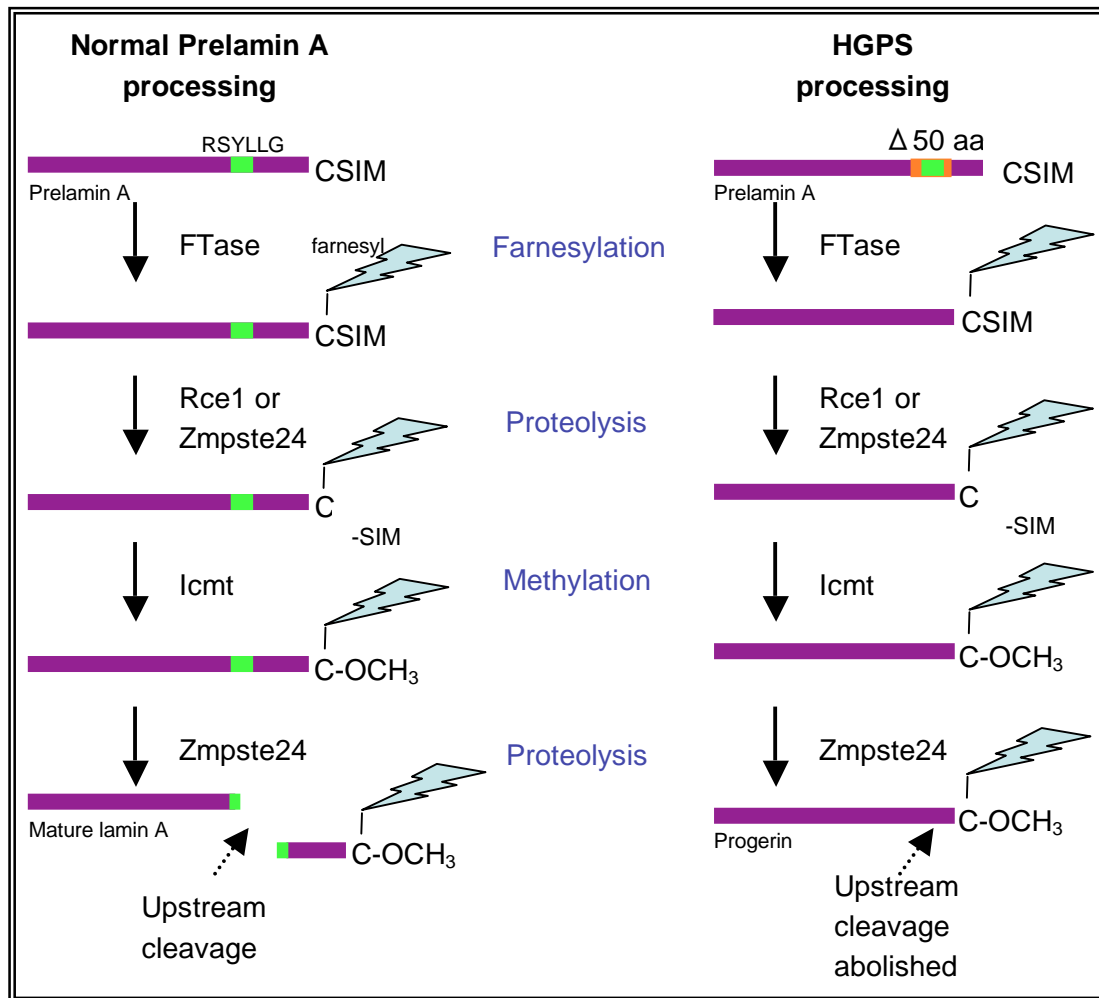 Normal Prelamin A
processing
RSYLLG
CSIM
Prelamin A
FTase
farnesyl
CSIM
Rce1 or
Zmpste24
C
-SIM
Icmt
C-OCH₃
Zmpste24
Mature lamin A
C-OCH₃
Upstream
cleavage
Farnesylation
Proteolysis
Methylation
Proteolysis
HGPS
processing
Δ 50 aa
CSIM
Prelamin A
FTase
CSIM
Rce1 or
Zmpste24
C
-SIM
Icmt
C-OCH₃
Zmpste24
C-OCH₃
Progerin
Upstream
cleavage
abolished